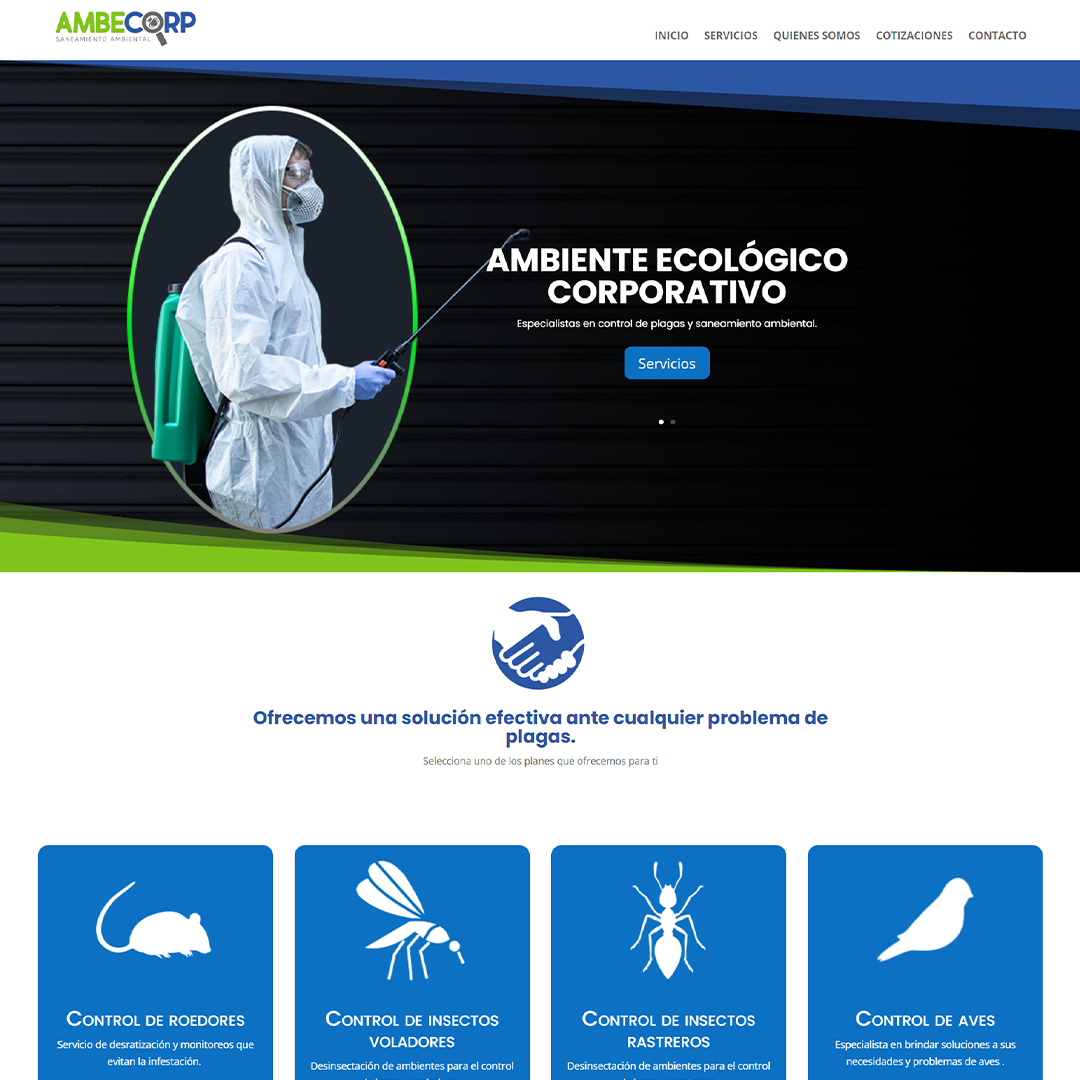 AMBECORP
SANEAMIENTO AMBIENTAL
INICIO SERVICIOS QUIENES SOMOS COTIZACIONES CONTACTO
AMBIENTE ECOLÓGICO
CORPORATIVO
Especialistas en control de plagas y saneamiento ambiental.
Servicios
Ofrecemos una solución efectiva ante cualquier problema de
plagas.
Selecciona uno de los planes que ofrecemos para ti
Control de roedores
Servicio de desratización y monitoreos que
evitan la infestación.
Control de insectos
voladores
Desinsectación de ambientes para el control
Control de insectos
rastreros
Desinsectación de ambientes para el control
Control de aves
Especialista en brindar soluciones a sus
necesidades y problemas de aves .